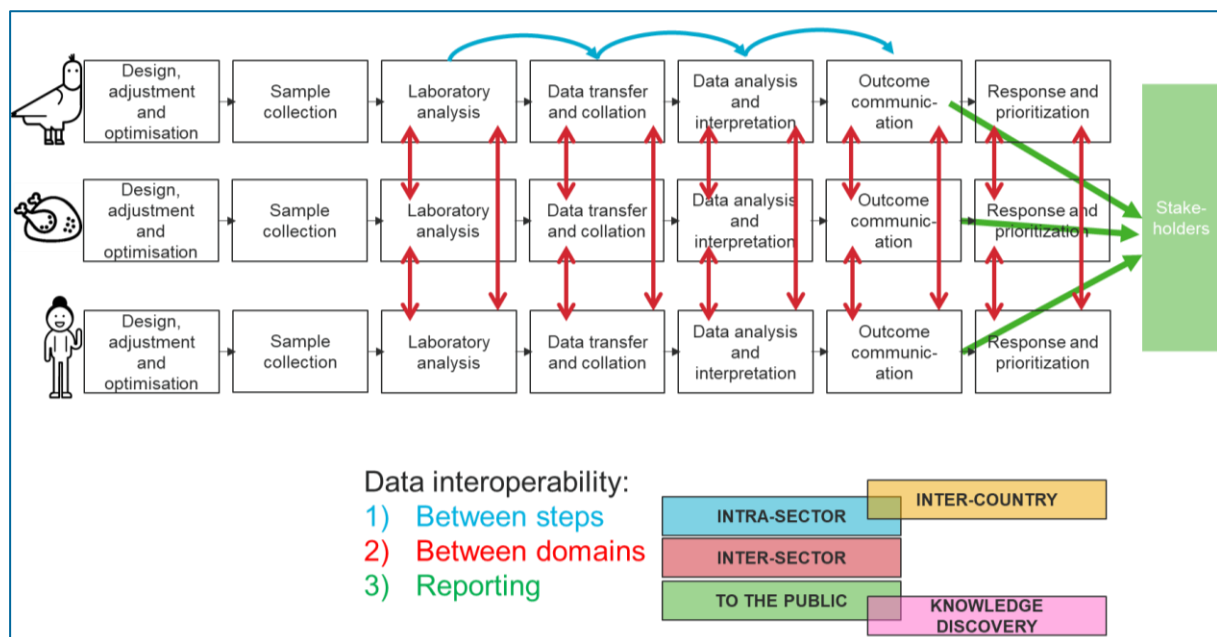 Design,
adjustment
and
optimisation
Sample
collection
Laboratory
analysis
Data transfer
and collation
Data analysis
and
interpretation
Outcome
communic-
ation
Response and
prioritization
Design,
adjustment
and
optimisation
Sample
collection
Laboratory
analysis
Data transfer
and collation
Data analysis
and
interpretation
Outcome
communic-
ation
Response and
prioritization
Stake-
holders
Design,
adjustment
and
optimisation
Sample
collection
Laboratory
analysis
Data transfer
and collation
Data analysis
and
interpretation
Outcome
communic-
ation
Response and
prioritization
Data interoperability:
1) Between steps
2) Between domains
3) Reporting
INTER-COUNTRY
INTRA-SECTOR
INTER-SECTOR
TO THE PUBLIC
KNOWLEDGE
DISCOVERY